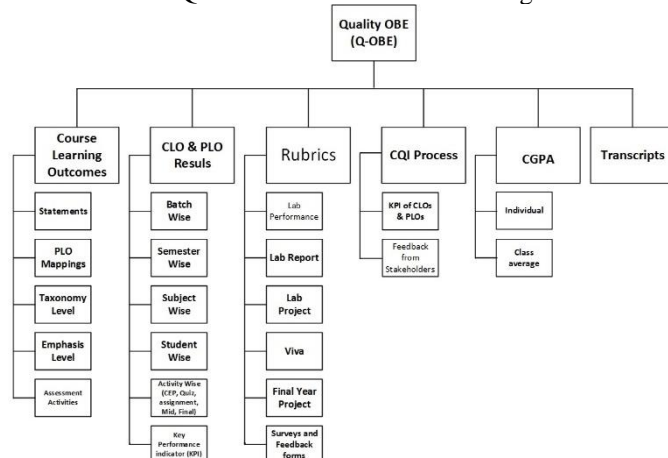 Quality OBE
(Q-OBE)
Course
Learning
Outcomes
Statements
PLO
Mappings
Taxonomy
Level
Emphasis
Level
Assessment
Activities
CLO & PLO
Resuls
Batch
Wise
Semester
Wise
Subject
Wise
Student
Wise
Activity Wise
(CEP, Quiz,
assignment,
Mid, Final)
Key
Performance
indicator (KPI)
Rubrics
Lab
Performance
Lab Report
Lab
Project
Viva
Final Year
Project
Surveys and
Feedback
forms
CQI Process
KPI of CLOs
& PLOs
Feedback
from
Stakeholders
CGPA
Individual
Class
average
Transcripts